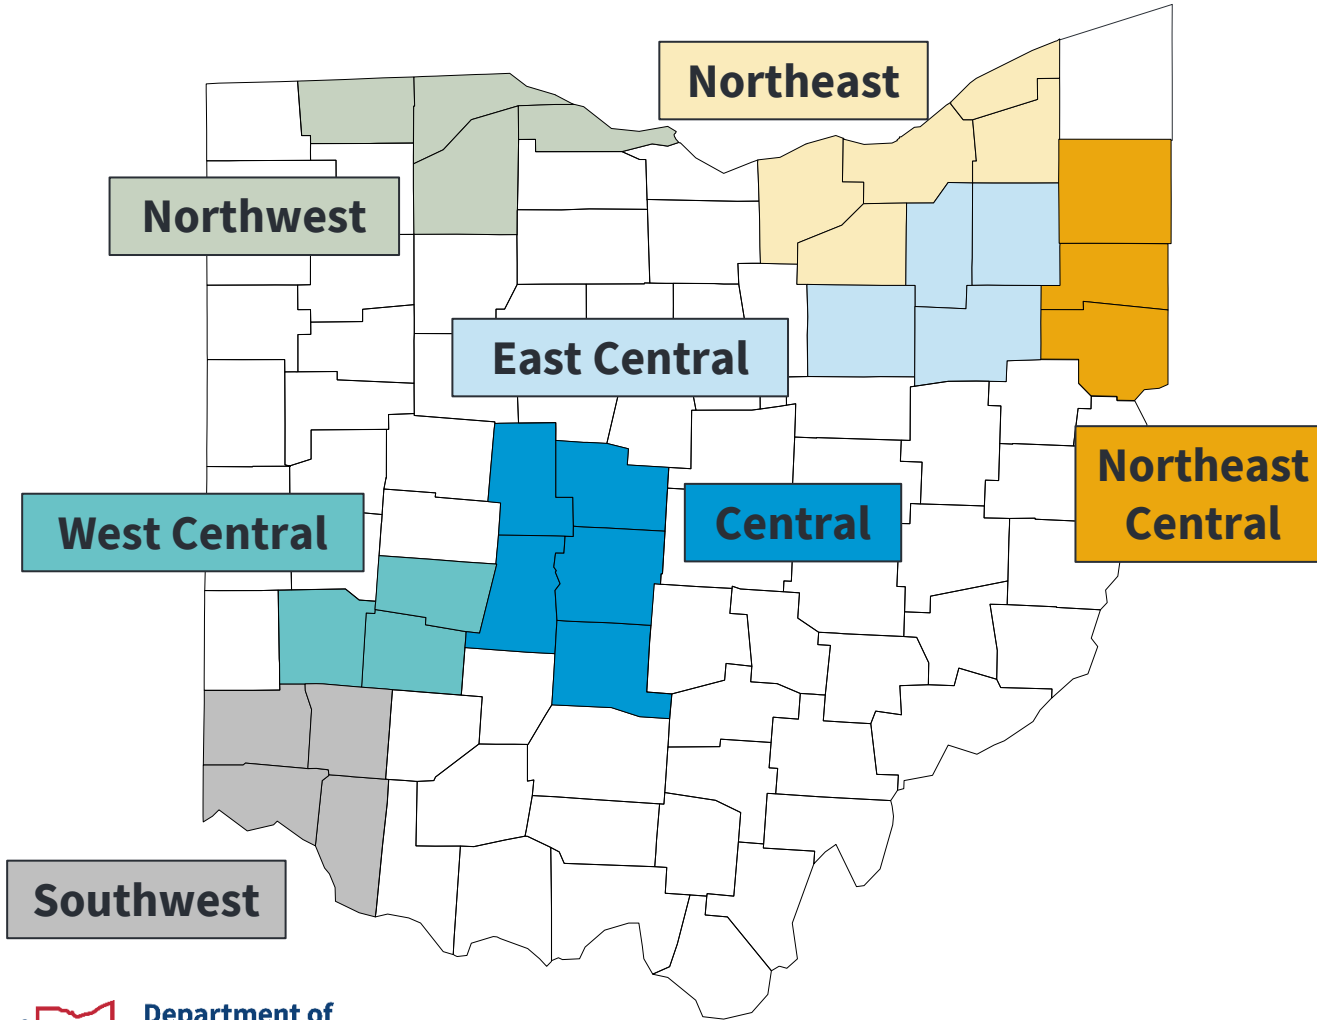 Northeast
Northwest
East Central
Northeast
Central
West Central
Central
Southwest
Department of